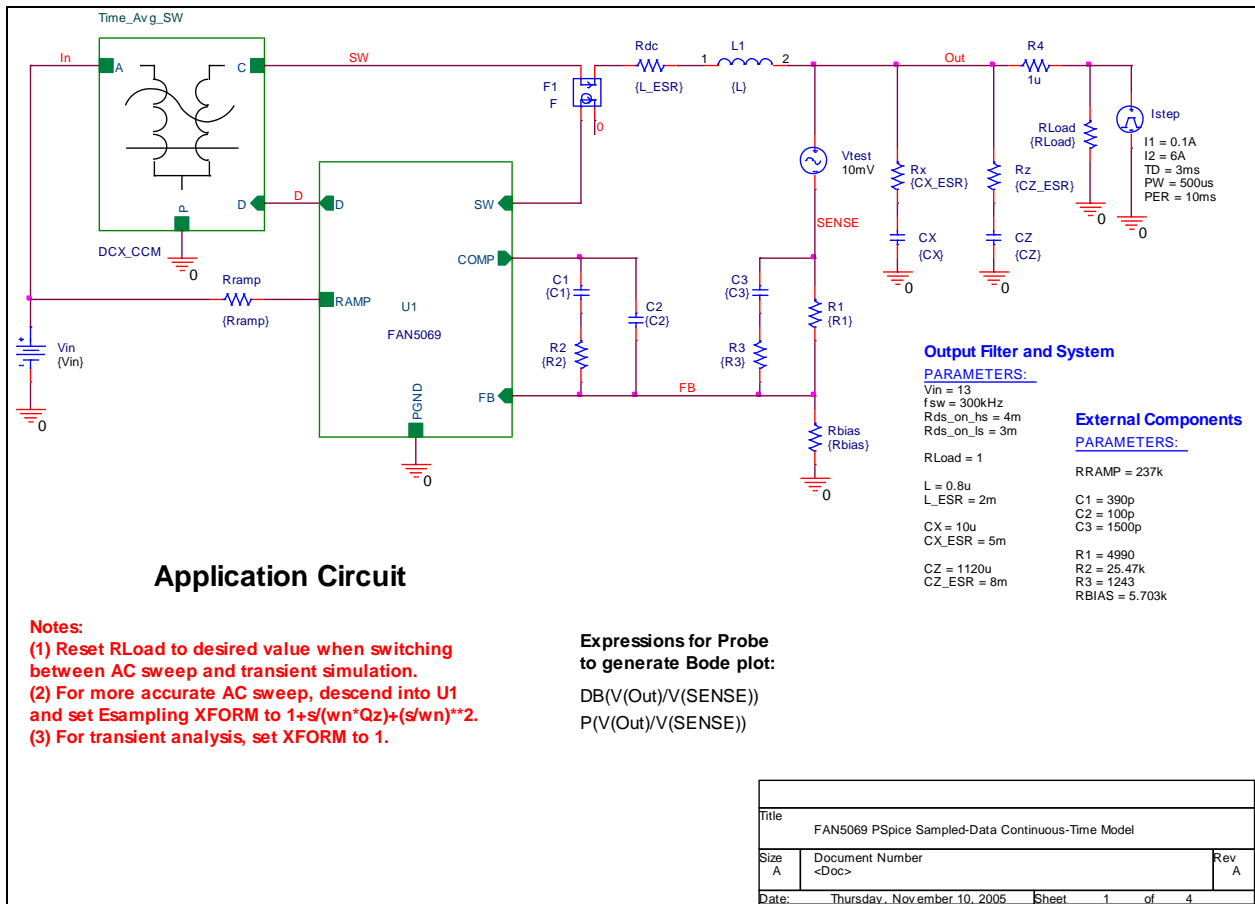 Time_Avg_SW
In
A
C
SW
P
D
DCX_CCM
0
D
D
F1
F
0
Rdc
{L_ESR}
1
L1
2
{L}
Out
R4
1u
Vtest
10mV
SENSE
Rx
{CX_ESR}
CX
{CX}
0
Rz
{CZ_ESR}
CZ
{CZ}
0
RLoad
{RLoad}
0
Istep
I1 = 0.1A
I2 = 6A
TD = 3ms
PW = 500us
PER = 10ms
0
SW
COMP
RAMP
U1
FAN5069
PGND
FB
0
Rramp
{Rramp}
Vin
{Vin}
0
C1
{C1}
C2
{C2}
R2
{R2}
C3
{C3}
R1
{R1}
R3
{R3}
FB
Rbias
{Rbias}
0
Output Filter and System
PARAMETERS:
Vin = 13
fsw = 300kHz
Rds_on_hs = 4m
Rds_on_ls = 3m
RLoad = 1
L = 0.8u
L_ESR = 2m
CX = 10u
CX_ESR = 5m
CZ = 1120u
CZ_ESR = 8m
External Components
PARAMETERS:
RRAMP = 237k
C1 = 390p
C2 = 100p
C3 = 1500p
R1 = 4990
R2 = 25.47k
R3 = 1243
RBIAS = 5.703k
Application Circuit
Notes:
(1) Reset RLoad to desired value when switching
between AC sweep and transient simulation.
(2) For more accurate AC sweep, descend into U1
and set Esampling XFORM to 1+s/(wn*Qz)+(s/wn)**2.
(3) For transient analysis, set XFORM to 1.
Expressions for Probe
to generate Bode plot:
DB(V(Out)/V(SENSE))
P(V(Out)/V(SENSE))
Title
FAN5069 PSpice Sampled-Data Continuous-Time Model
Size
A
Document Number
<Doc>
Rev
A
Date:
Thursday, November 10, 2005
Sheet
1
of
4